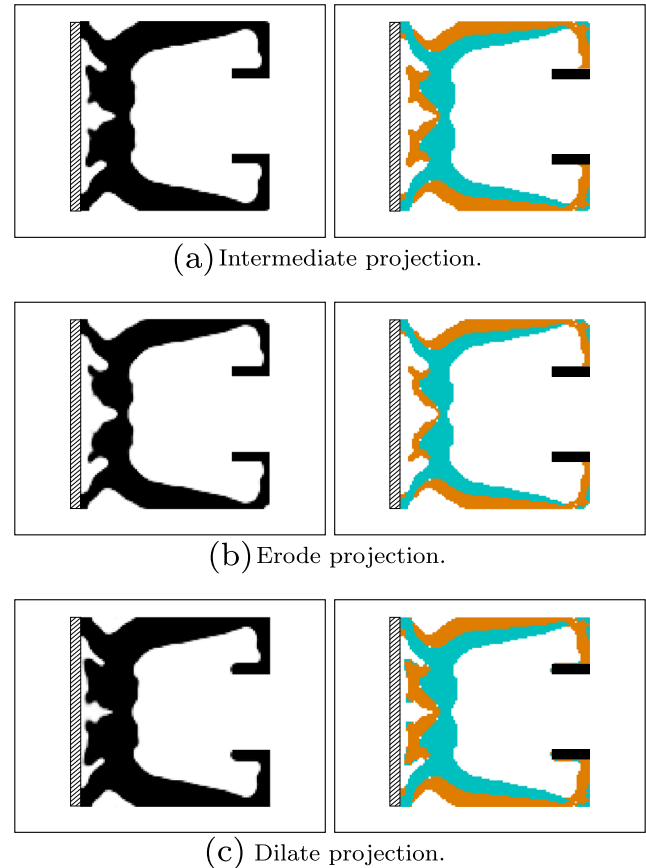 (a) Intermediate projection.
(b) Erode projection.
(c) Dilate projection.